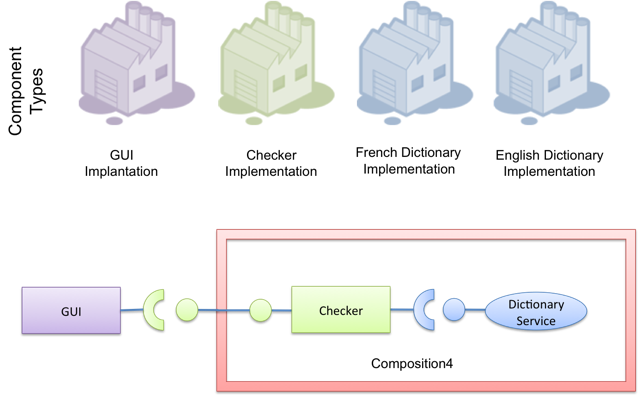 Component
Types
GUI
Implantation
Checker
Implementation
French Dictionary
Implementation
English Dictionary
Implementation
GUI
Checker
Dictionary
Service
Composition4